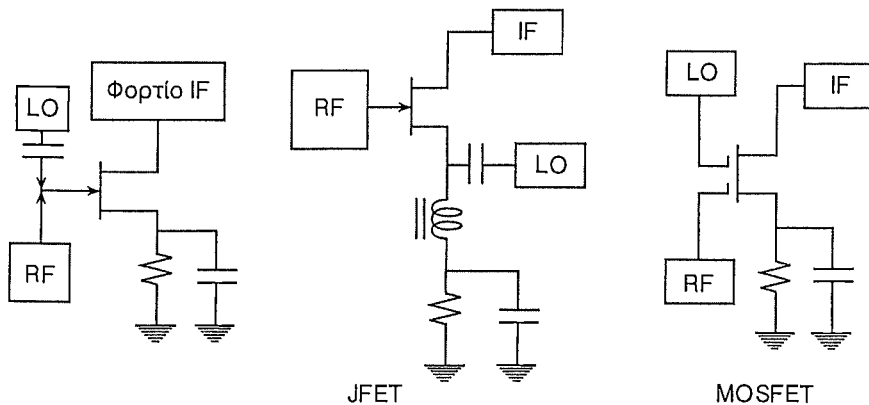 LO
Φορτίο IF
RF
IF
RF
LO
JFET
LO
IF
RF
MOSFET